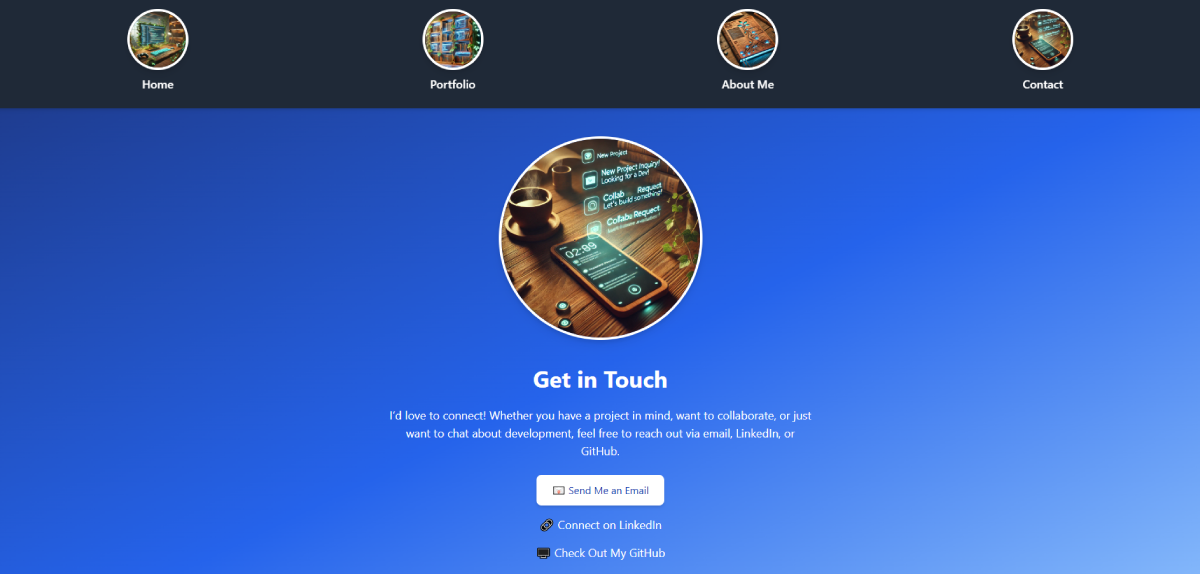 Home
Portfolio
About Me
Contact
New Project
New Project Inquiry!
Looking for a Dev!
Collab Request
Let's build something!
Collabe Request
02:89
Get in Touch
I'd love to connect! Whether you have a project in mind, want to collaborate, or just
want to chat about development, feel free to reach out via email, LinkedIn, or
GitHub.
Send Me an Email
Connect on LinkedIn
Check Out My GitHub